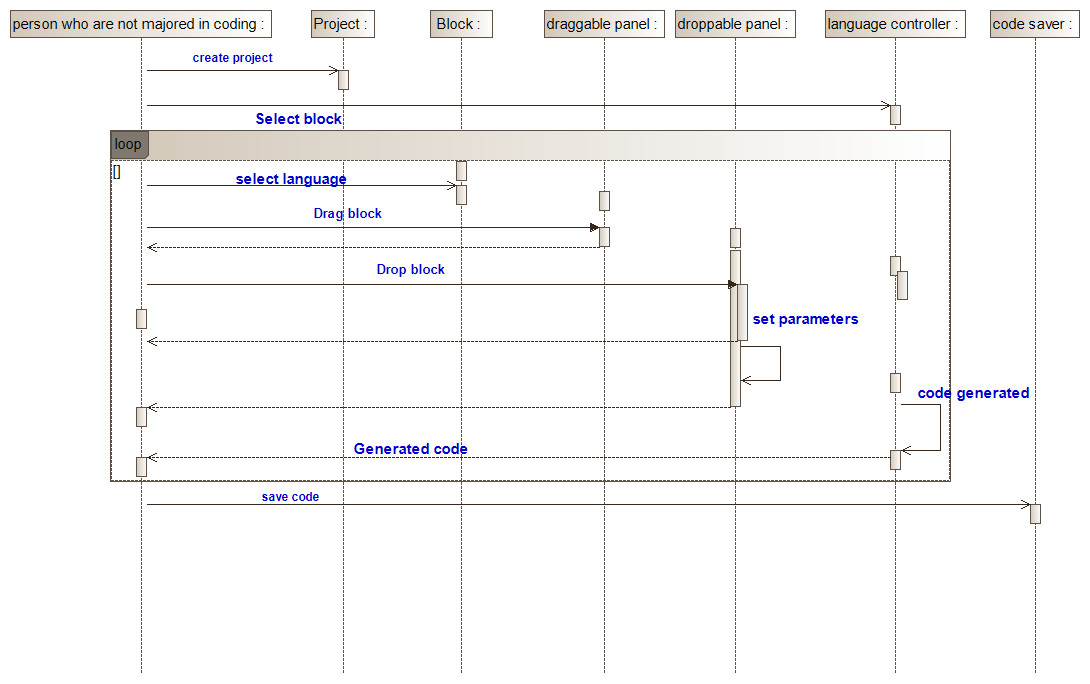 person who are not majored in coding :
Project :
Block :
draggable panel :
droppable panel :
language controller :
code saver :
create project
Select block
loop
[]
select language
Drag block
Drop block
set parameters
code generated
Generated code
save code